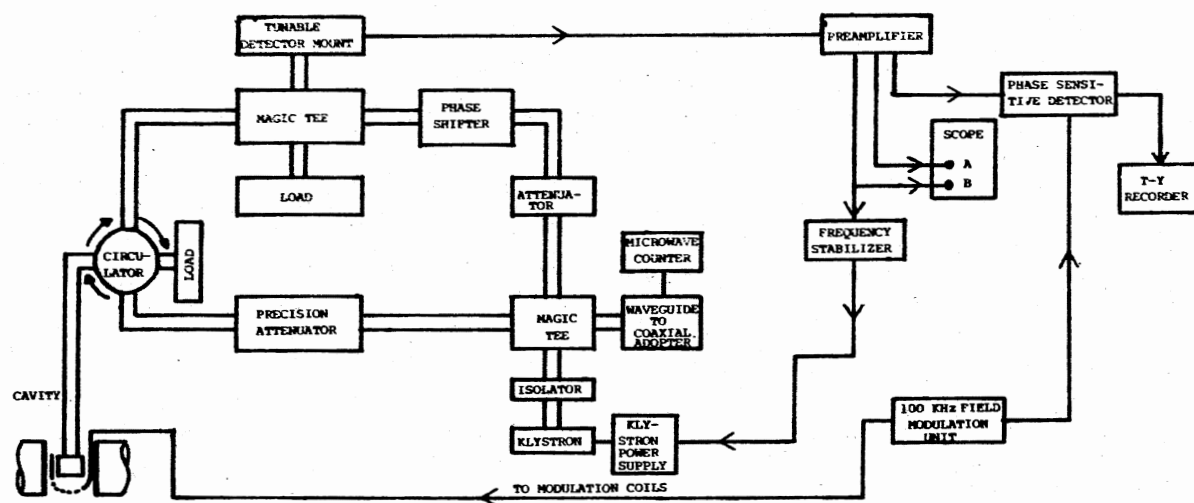 TUNABLE
DETECTOR MOUNT
PREAMPLIFIER
PHASE SENSI-
TIVE DETECTOR
MAGIC TEE
PHASE
SHIPTER
SCOPE
A
B
T-Y
RECORDER
LOAD
ATTENUA-
TOR
FREQUENCY
STABILIZER
MICROWAVE
COUNTER
CIRCU-
LATOR
LOAD
PRECISION
ATTENUATOR
MAGIC
TEE
WAVEGUIDE
TO
COAXIAL
ADOPTER
ISOLATOR
CAVITY
KLYSTRON
KLY-
STRON
POWER
SUPPLY
100 KHz FIELD
MODULATION
UNIT
TO MODULATION COILS